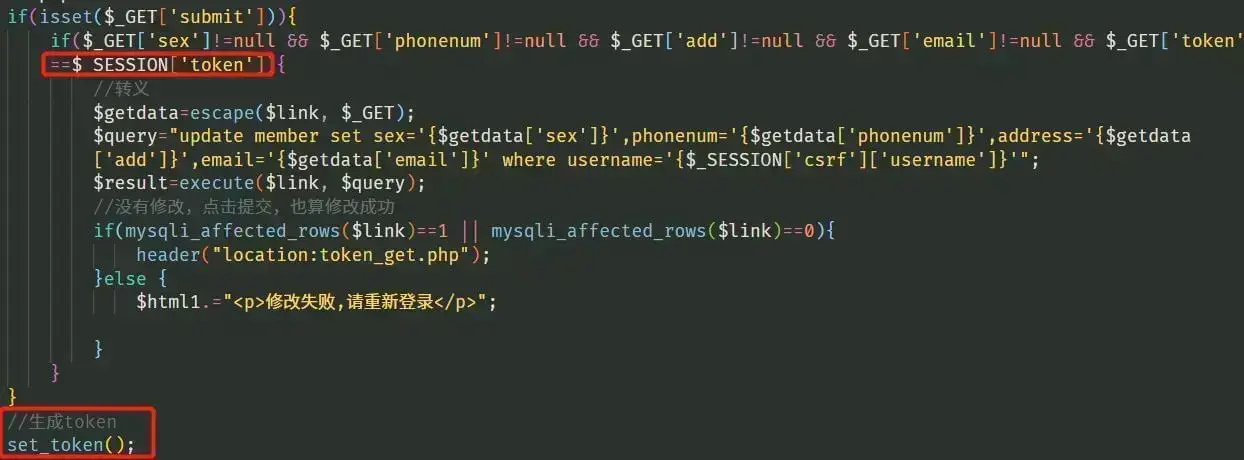 if(isset($_GET['submit'])){
if($_GET['sex']!=null && $_GET['phonenum']!=null && $_GET['add']!=null && $_GET['email']!=null && $_GET['token'
==$_SESSION['token']{
//转义
$getdata=escape($link, $_GET);
$query="update member set sex='{$getdata['sex']}',phonenum='{$getdata['phonenum']}',address='{$getdata
['add']}',email='{$getdata['email']}' where username='{$_SESSION['csrf']['username']}'";
$result=execute($link, $query);
//没有修改，点击提交，也算修改成功
if(mysqli_affected_rows($link)==1 || mysqli_affected_rows($link)==0){
header("location:token_get.php");
}else {
$html1.="<p>修改失败,请重新登录</p>";
}
}
}
//生成token
set_token();